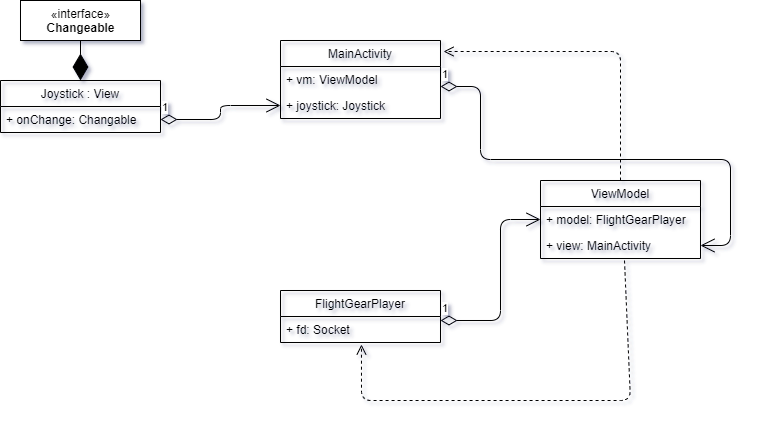 «interface»
Changeable
Joystick : View
+ onChange: Changable
1
MainActivity
+ vm: ViewModel
+ joystick: Joystick
1
ViewModel
+ model: FlightGearPlayer
+ view: MainActivity
FlightGearPlayer
+ fd: Socket
1